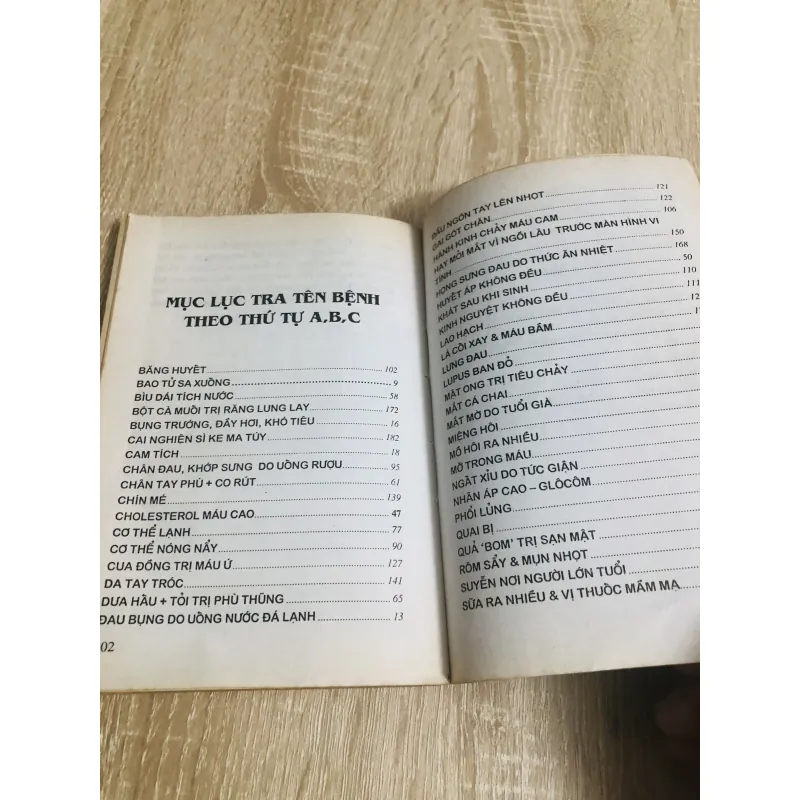 MỤC LỤC TRA TÊN BỆNH
THEO THỨ TỰ A,B,C
BĂNG HUYẾT 102
BAO TỬ SA XUỐNG 9
BÌU DÁI TÍCH NƯỚC 58
BỘT CÀ MUỐI TRỊ RĂNG LUNG LAY 172
BỤNG TRƯỚNG, ĐẦY HƠI, KHÓ TIÊU 16
CAI NGHIỆN SÌ KE MA TÚY 182
CAM TÍCH 18
CHÂN ĐAU, KHỚP SƯNG DO UỐNG RƯỢU 95
CHÂN TAY PHÙ + CO RÚT 61
CHÍN MÉ 139
CHOLESTEROL MÁU CAO 47
CƠ THỂ LẠNH 77
CƠ THỂ NÓNG NẨY 90
CUA ĐỒNG TRỊ MÁU Ứ 127
DA TAY TRÓC 141
DƯA HẤU + TỎI TRỊ PHÙ THŨNG 65
ĐAU BỤNG DO UỐNG NƯỚC ĐÁ LẠNH 13
02
ĐẦU NGÓN TAY LÊN NHỌT 121
GAI GÓT CHÂN 122
HÀNH KINH CHẢY MÁU CAM 106
HAY MỎI MẮT VÌ NGỒI LÂU TRƯỚC MÀN HÌNH VI
TÍNH 150
HỌNG SƯNG ĐAU DO THỨC ĂN NHIỆT 168
HUYẾT ÁP KHÔNG ĐỀU 50
KHÁT SAU KHI SINH 110
KINH NGUYỆT KHÔNG ĐỀU 111
LAO HẠCH
LÁ CỐI XAY & MÁU BẦM
LUNG ĐAU
LUPUS BAN ĐỎ
MẬT ONG TRỊ TIÊU CHẢY
MẮT CÁ CHAI
MẮT MỜ DO TUỔI GIÀ
MIỆNG HÔI
MỒ HÔI RA NHIỀU
MỠ TRONG MÁU
NGẤT XỈU DO TỨC GIẬN
NHÃN ÁP CAO – GLÔCÔM
PHỔI LỦNG
QUAI BỊ
QUẢ 'BOM' TRỊ SẠN MẬT
RÔM SẨY & MỤN NHỌT
SUYỄN NƠI NGƯỜI LỚN TUỔI
SỮA RA NHIỀU & VỊ THUỐC MẦM MẠ